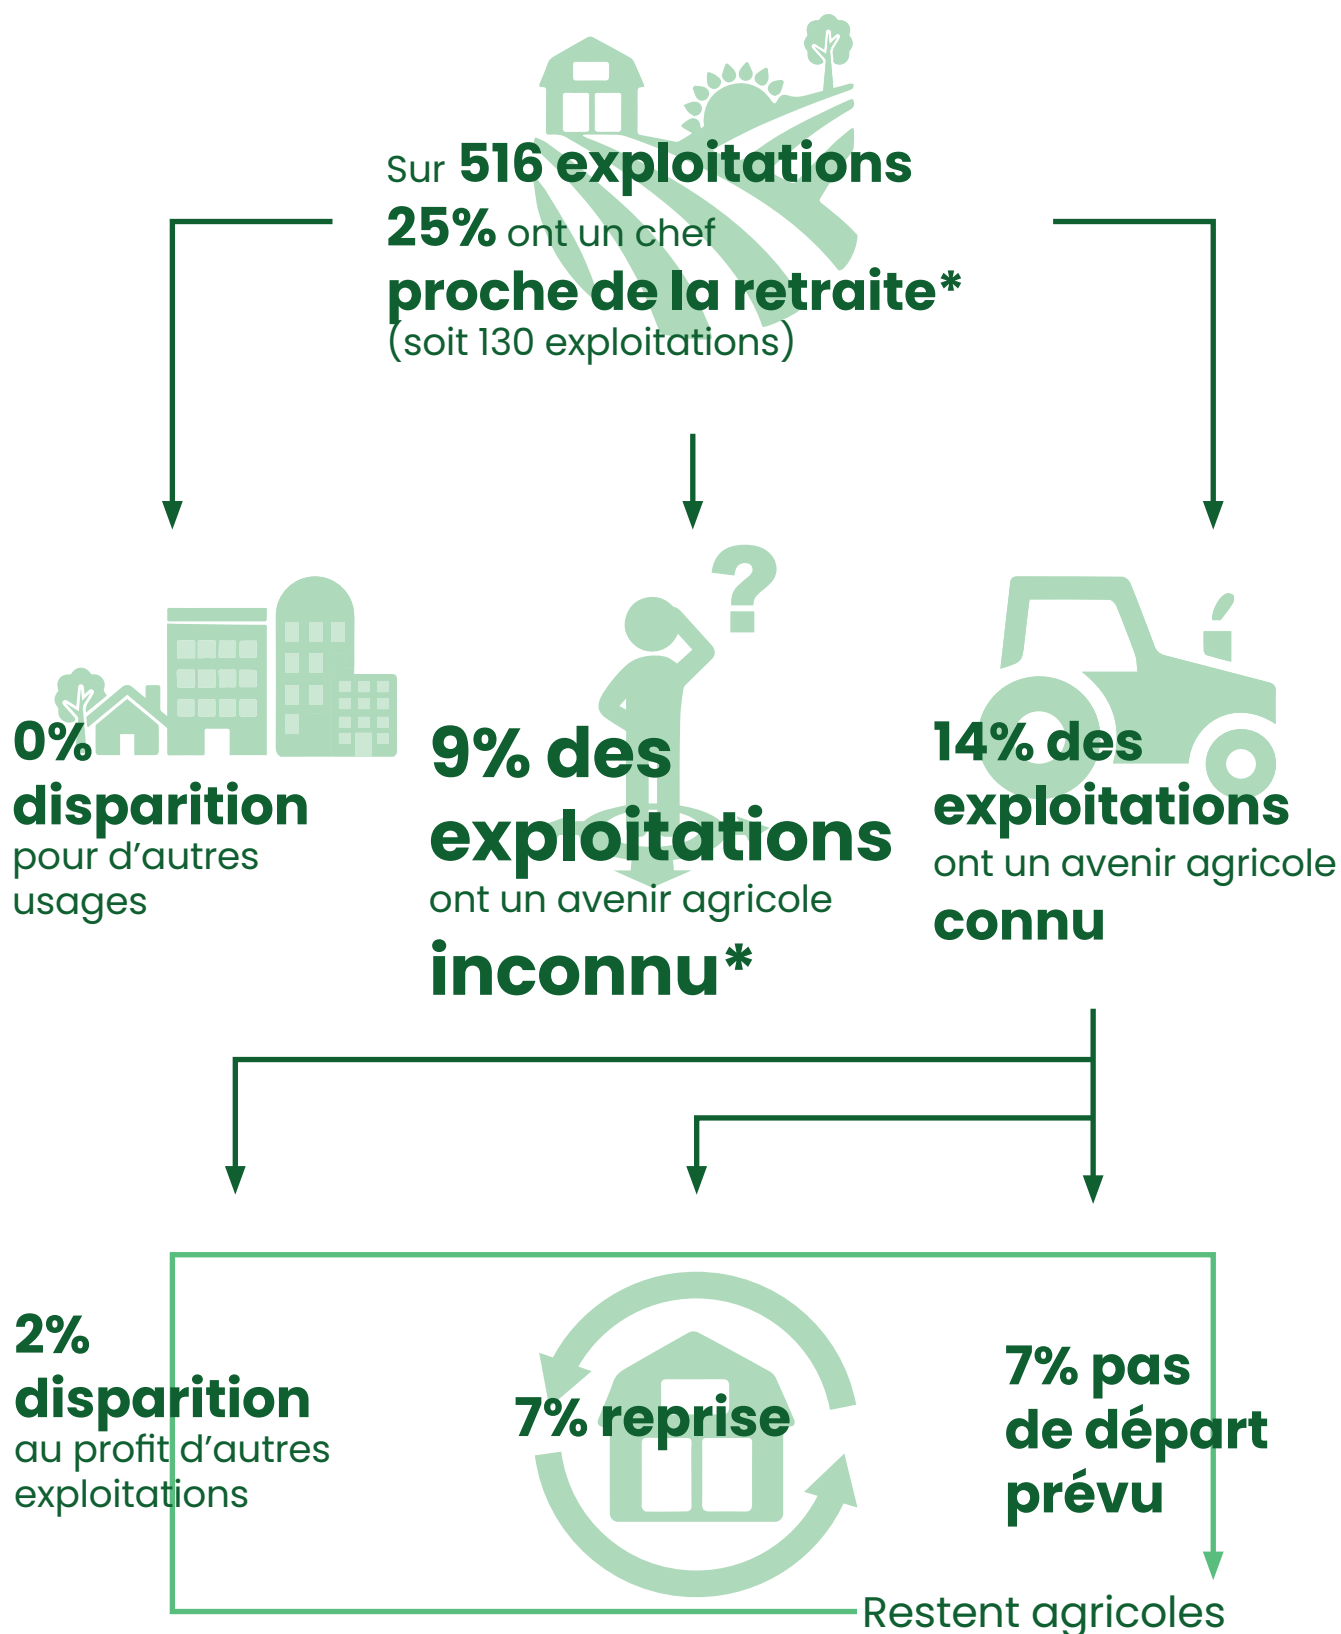 Sur 516 exploitations
25% ont un chef
proche de la retraite*
(soit 130 exploitations)
?
0%
disparition
pour d'autres
usages
9% des
exploitations
ont un avenir agricole
inconnu*
14% des
exploitations
ont un avenir agricole
connu
2%
disparition
au profit d'autres
exploitations
7% reprise
7% pas
de départ
prévu
Restent agricoles